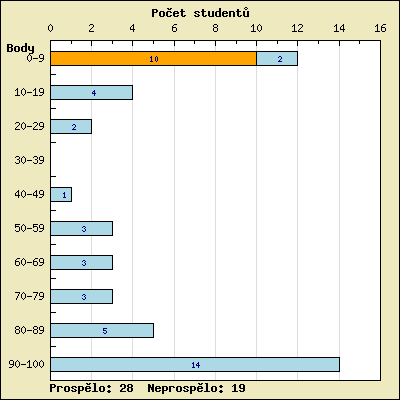 Počet studentů
0 2 4 6 8 10 12 14 16
Body
0-9 10 2
10-19 4
20-29 2
30-39
40-49 1
50-59 3
60-69 3
70-79 3
80-89 5
90-100 14
Prospělo: 28 Neprospělo: 19